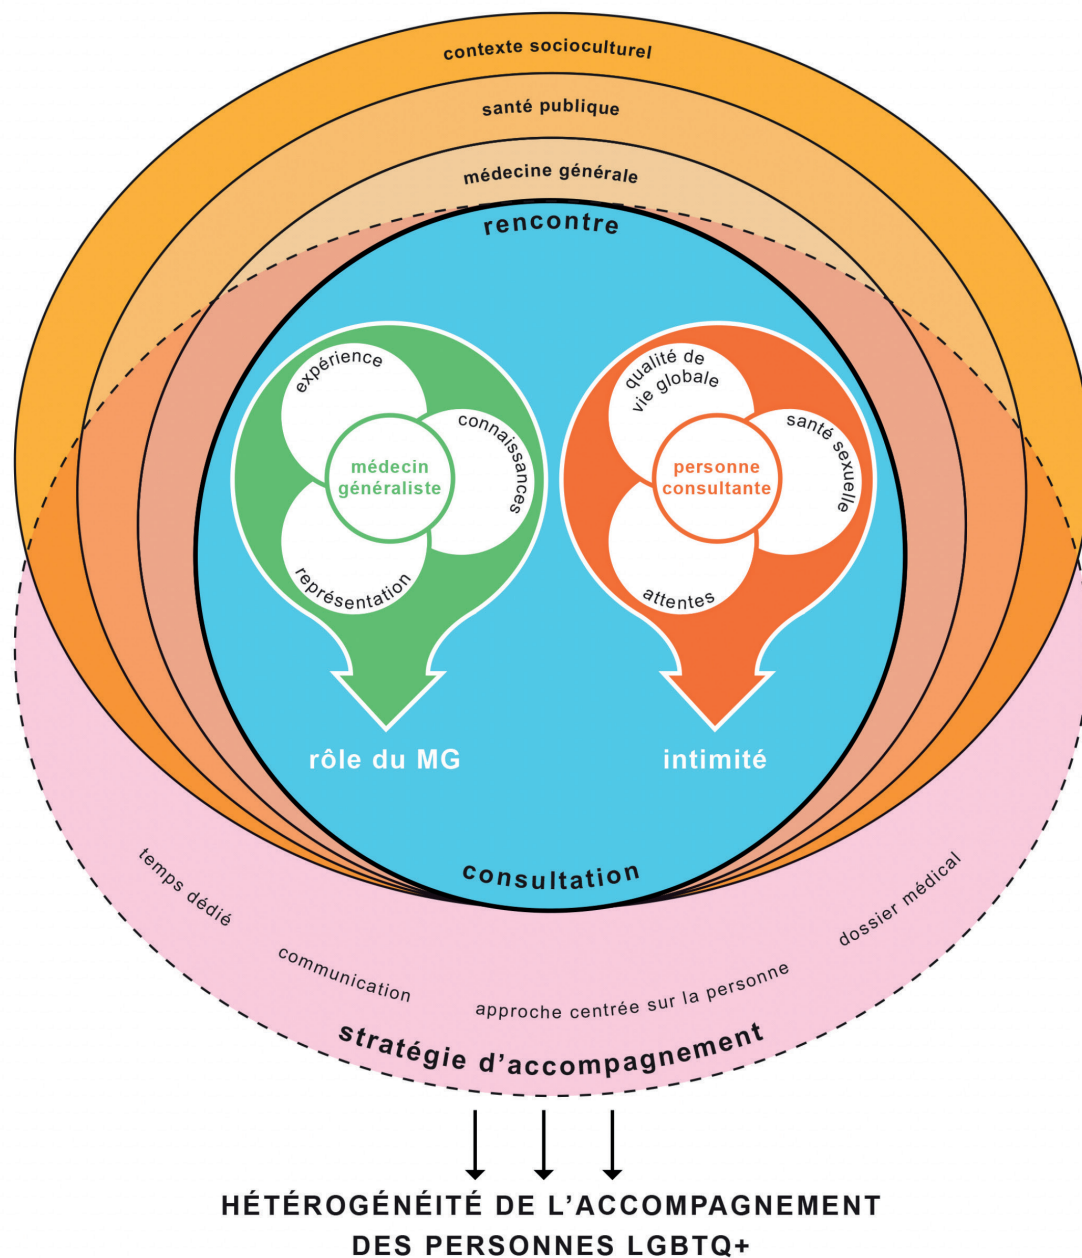 contexte socioculturel
santé publique
médecine générale
rencontre
expérience
connaissances
médecin
généraliste
représentation
qualité de
vie globale
santé sexuelle
personne
consultante
attentes
rôle du MG
intimité
consultation
temps dédié
communication
approche centrée sur la personne
dossier médical
stratégie d’accompagnement
HÉTÉROGÉNÉITÉ DE L’ACCOMPAGNEMENT
DES PERSONNES LGBTQ+